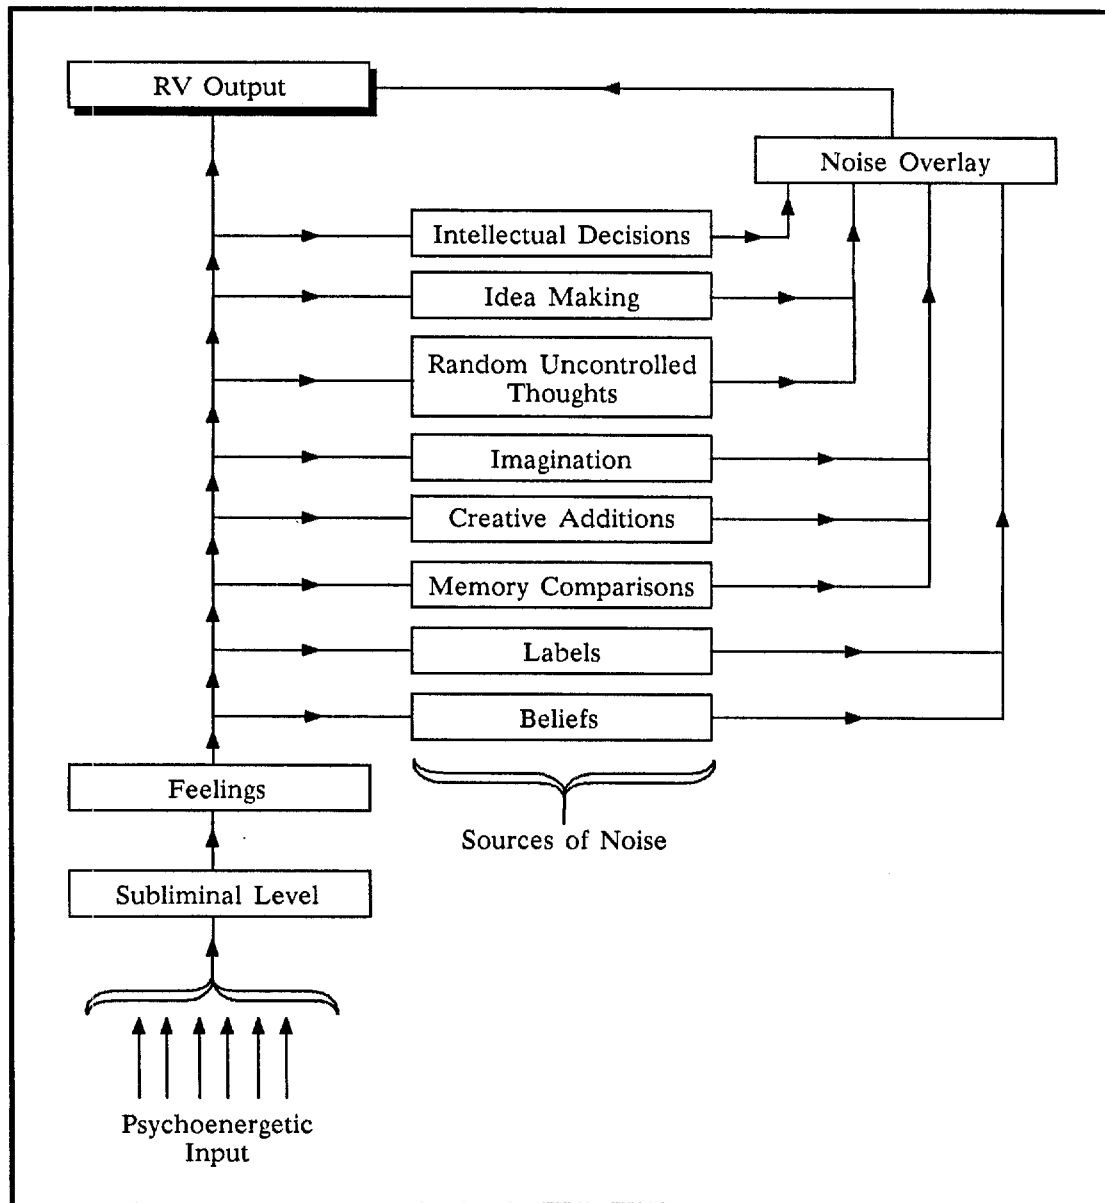 RV Output
Noise Overlay
Intellectual Decisions
Idea Making
Random Uncontrolled
Thoughts
Imagination
Creative Additions
Memory Comparisons
Labels
Beliefs
Feelings
Sources of Noise
Subliminal Level
Psychoenergetic
Input